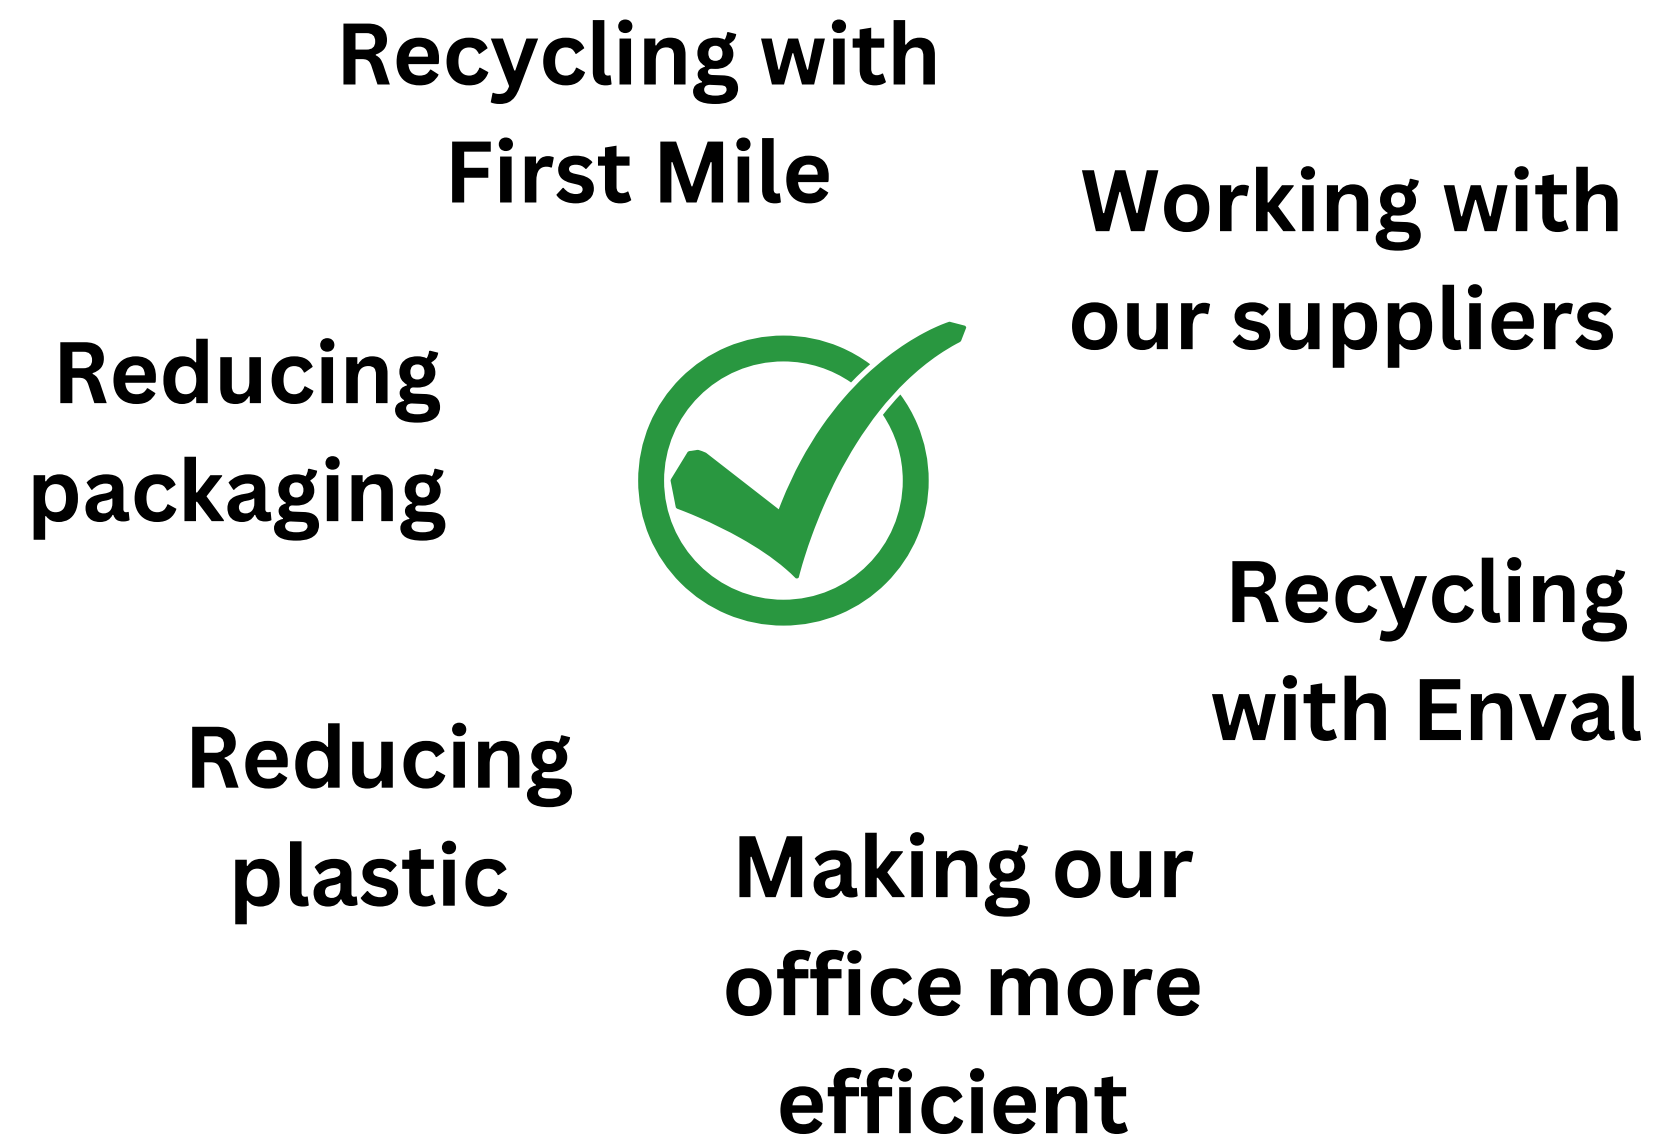 Recycling with
First Mile
Working with
our suppliers
Reducing
packaging
Recycling
with Enval
Reducing
plastic
Making our
office more
efficient